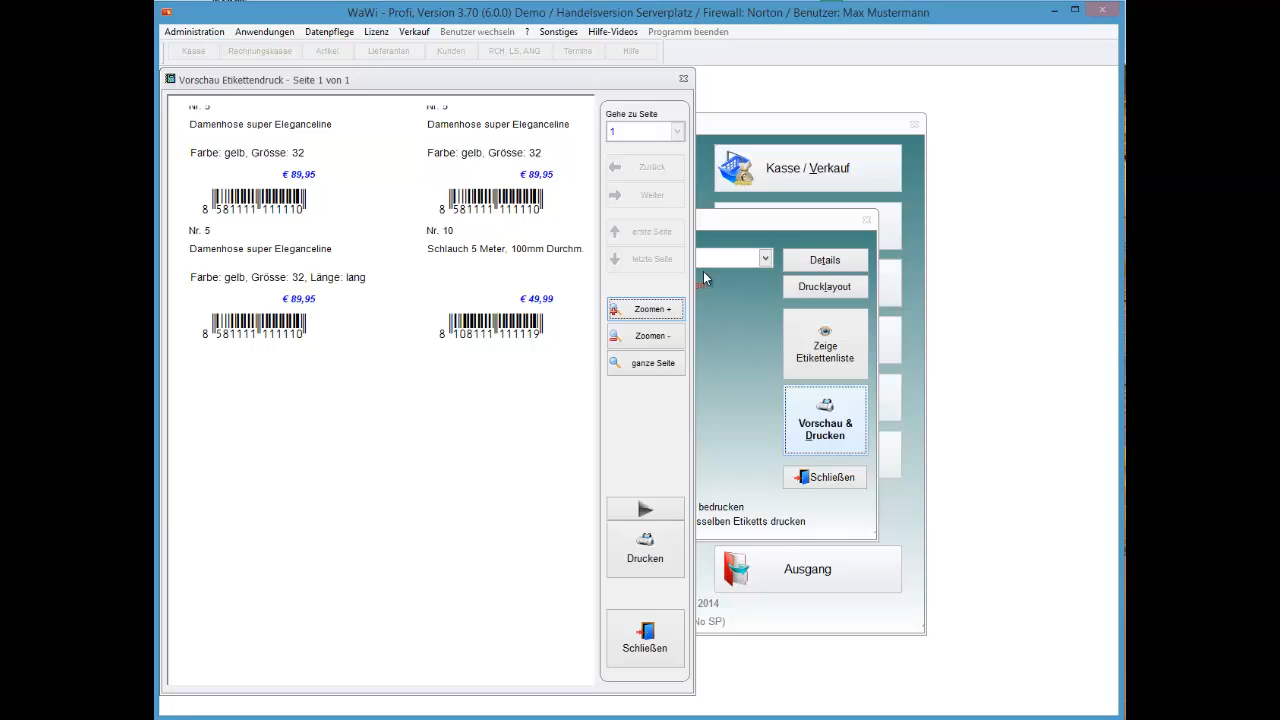 WaWi - Profi, Version 3.70 (6.0.0) Demo / Handelsversion Serverplatz / Firewall: Norton / Benutzer: Max Mustermann
Administration Anwendungen Datenpflege Lizenz Verkauf Benutzer wechseln ? Sonstiges Hilfe-Videos Programm beenden
Kasse Rechnungskasse Artikel Lieferanten Kunden RCH, LS, ANG Termine Hilfe
Vorschau Etikettendruck - Seite 1 von 1
Nr. 5 Nr. 5
Damenhose super Eleganceline Damenhose super Eleganceline
Farbe: gelb, Grösse: 32 Farbe: gelb, Grösse: 32
€ 89,95 € 89,95
8 581111 111110 8 581111 111110
Nr. 5 Nr. 10
Damenhose super Eleganceline Schlauch 5 Meter, 100mm Durchm.
Farbe: gelb, Grösse: 32, Länge: lang
€ 89,95 € 49,99
8 581111 111110 8 108111 111119
Gehe zu Seite
1
Zurück
Weiter
erste Seite
letzte Seite
Zoomen +
Zoomen -
ganze Seite
Drucken
Schließen
Kasse / Verkauf
Details
Drucklayout
Zeige
Etikettenliste
Vorschau &
Drucken
Schließen
bedrucken
sselben Etiketts drucken
Ausgang
2014
No SP)